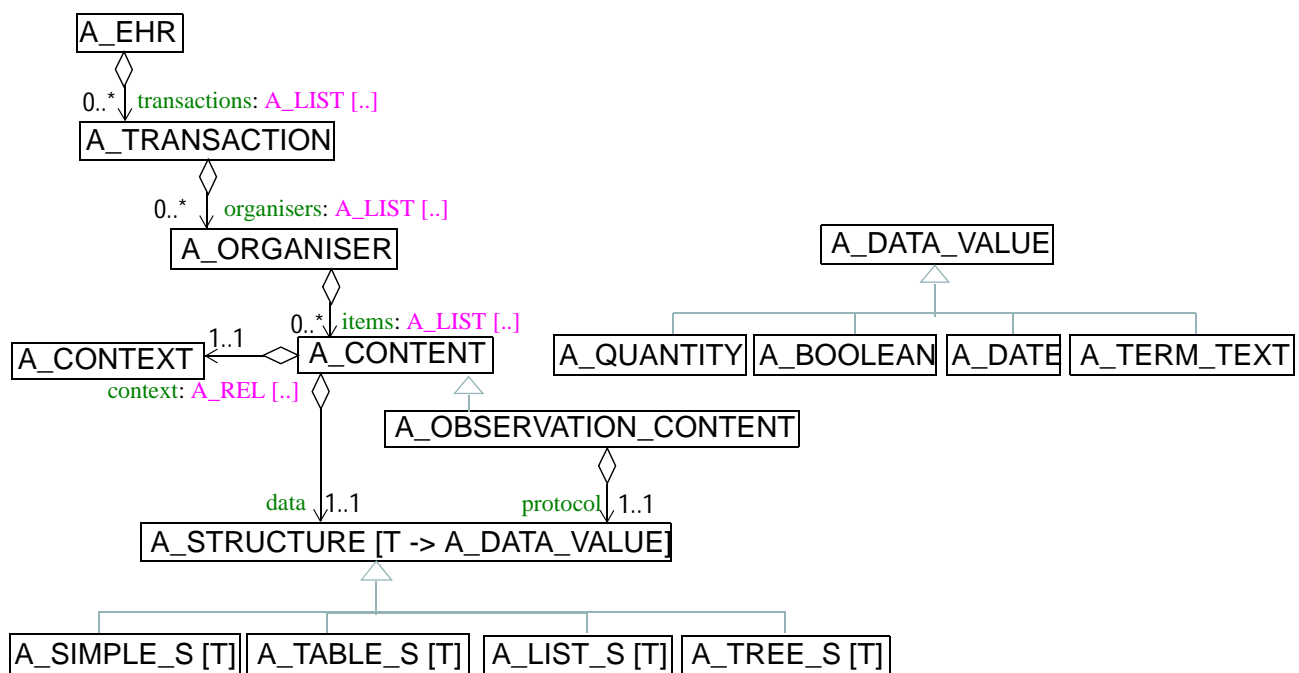 A_EHR
0..* transactions: A_LIST [..]
A_TRANSACTION
0..* organisers: A_LIST [..]
A_ORGANISER
A_DATA_VALUE
1..1 0..* items: A_LIST [..]
A_CONTEXT A_CONTENT A_QUANTITY A_BOOLEAN A_DATE A_TERM_TEXT
context: A_REL [..]
A_OBSERVATION_CONTENT
data 1..1 protocol 1..1
A_STRUCTURE [T -> A_DATA_VALUE]
A_SIMPLE_S [T] A_TABLE_S [T] A_LIST_S [T] A_TREE_S [T]